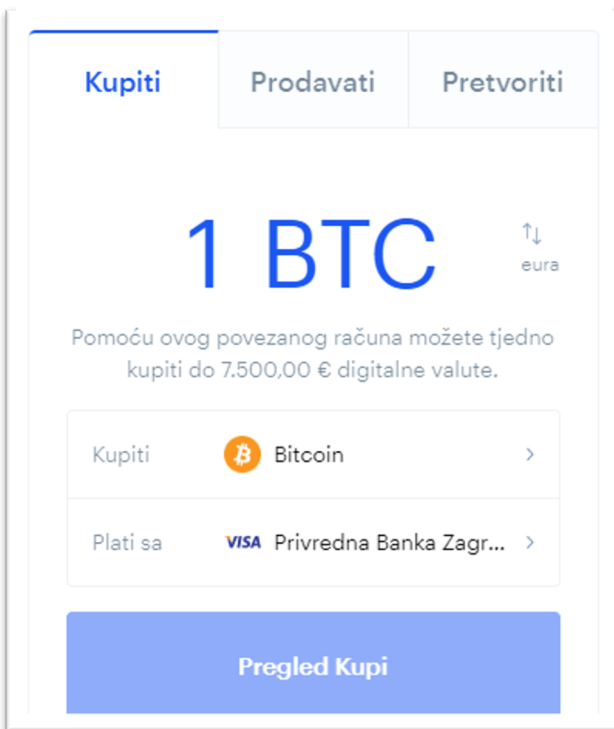 Kupiti Prodavati Pretvoriti
1 BTC
eura
Pomoću ovog povezanog računa možete tjedno
kupiti do 7.500,00 € digitalne valute.
Kupiti Bitcoin
Plati sa VISA Privredna Banka Zagr...
Pregled Kupi